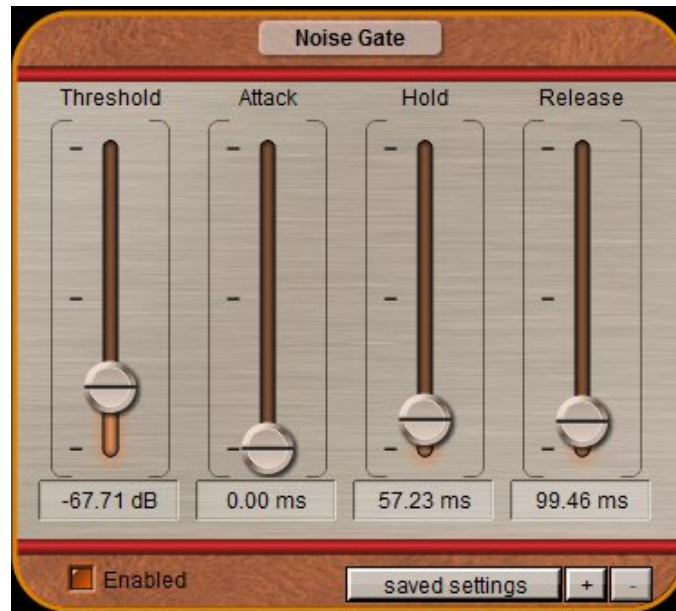 Noise Gate
Threshold Attack Hold Release
-67.71 dB 0.00 ms 57.23 ms 99.46 ms
Enabled saved settings + -